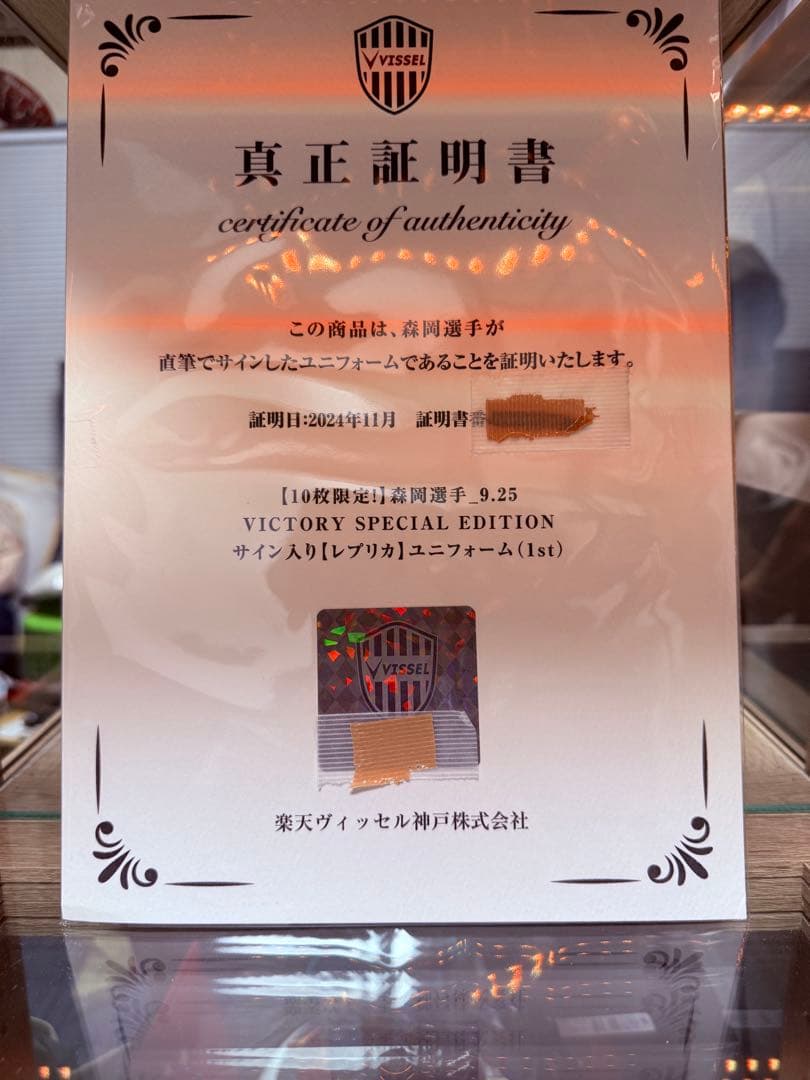 VISSEL
真正証明書
certificate of authenticity
この商品は、森岡選手が
直筆でサインしたユニフォームであることを証明いたします。
証明日:2024年11月 証明書番
【10枚限定!】森岡選手_9.25
VICTORY SPECIAL EDITION
サイン入り【レプリカ】ユニフォーム(1st)
VISSEL
楽天ヴィッセル神戸株式会社